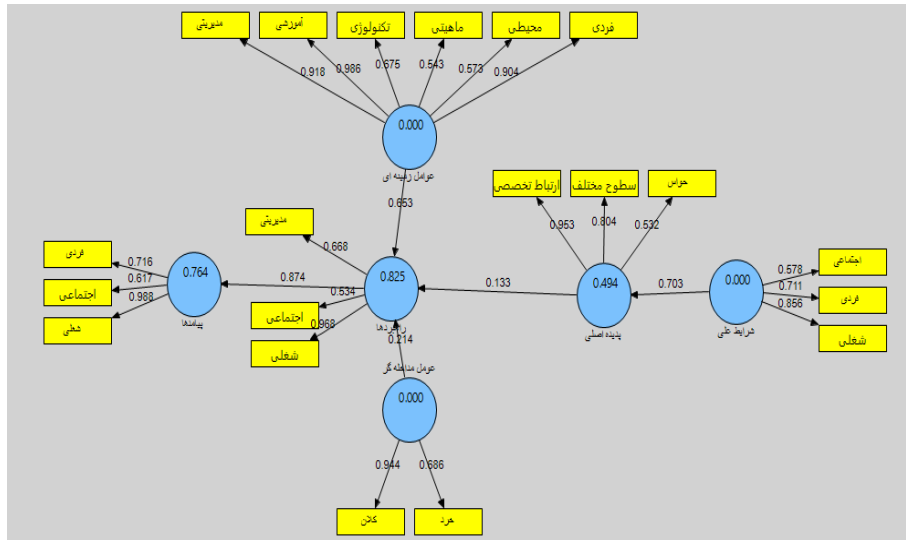 مدیریتی
آموزشی
تکنولوژی
ماهیتی
محیطی
فردی
0.918
0.986
0.675
0.543
0.573
0.904
0.000
عوامل زمینه ای
0.653
ارتباط تخصصی
سطوح مختلف
حواس
0.953
0.804
0.532
0.494
پدیده اصلی
0.703
0.000
شرایط علی
اجتماعی
فردی
شغلی
0.578
0.711
0.856
0.133
مدیریتی
اجتماعی
شغلی
0.668
0.534
0.968
0.825
راهبردها
0.874
0.764
پیامدها
فردی
اجتماعی
شغلی
0.716
0.617
0.988
0.214
عومل مداخله گر
0.000
0.944
0.686
کلان
خرد